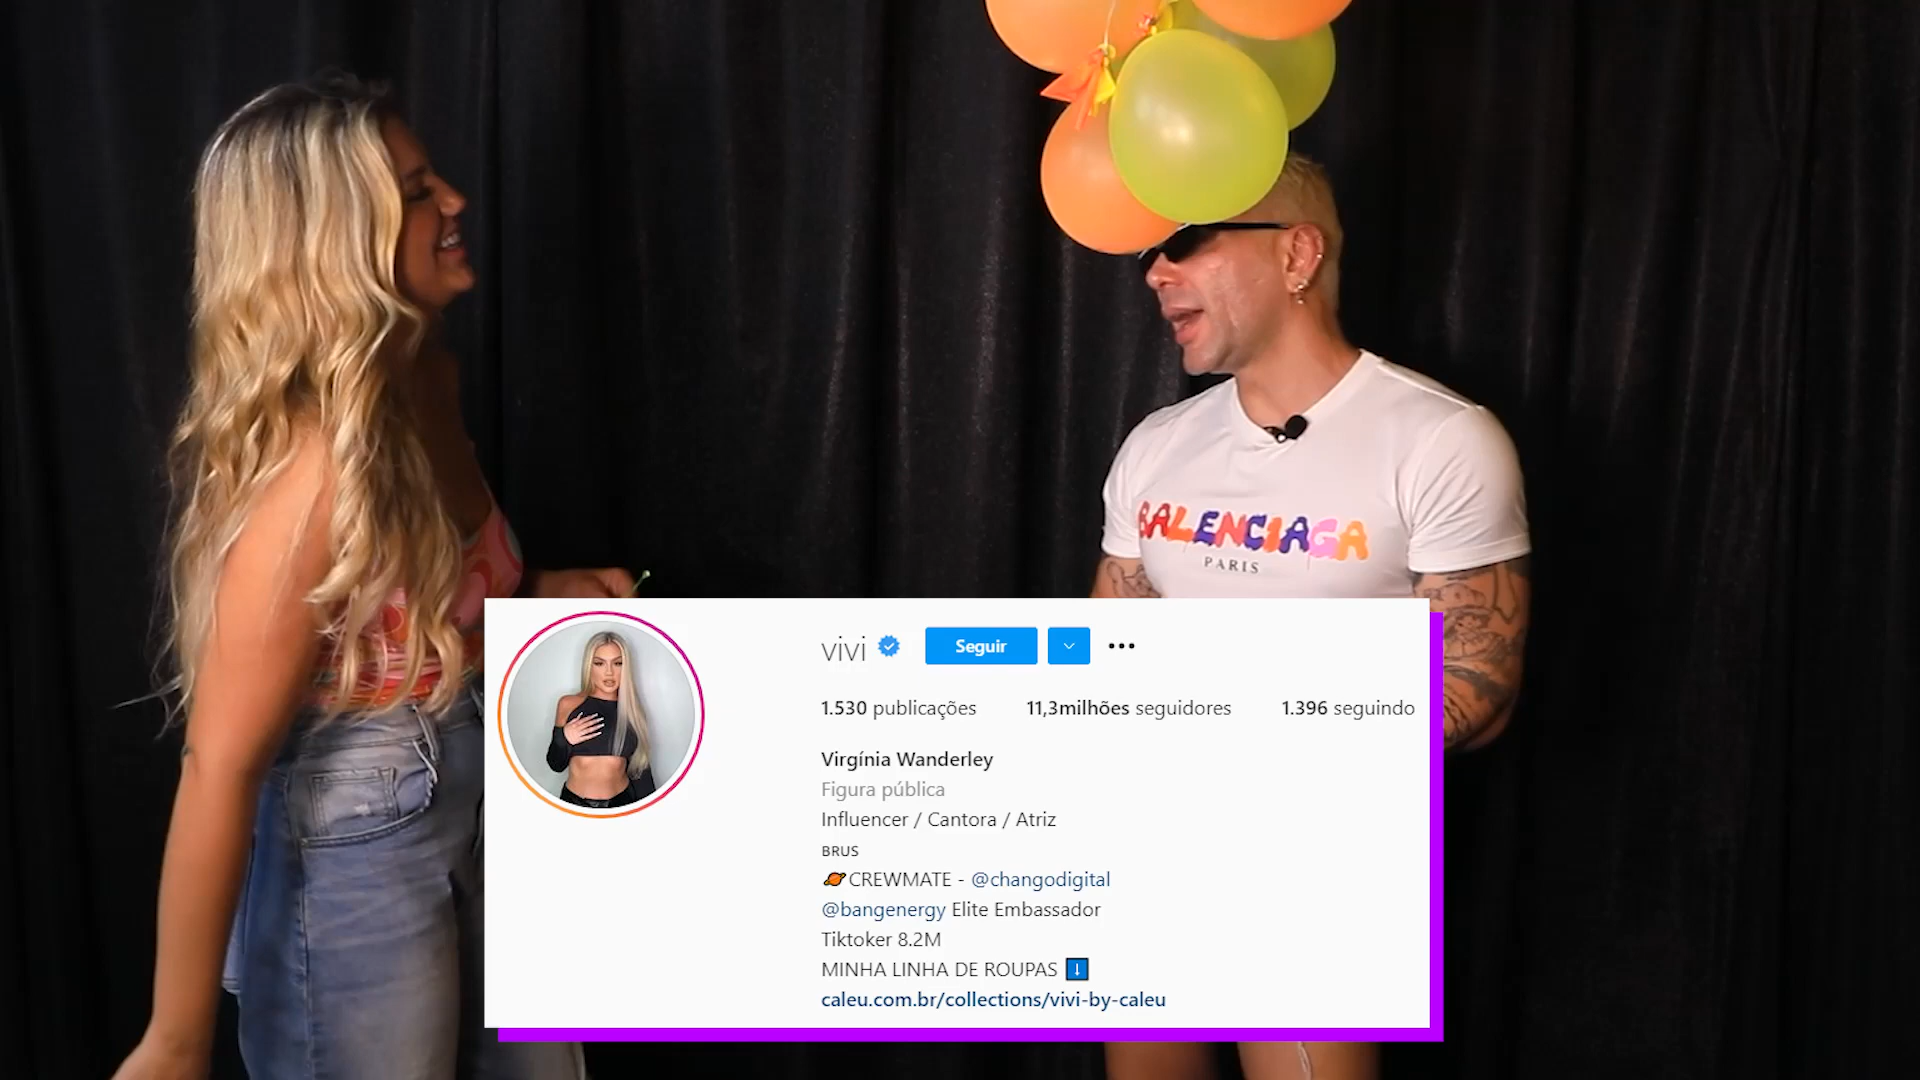 BALENCIAGA
PARIS
vivi
Seguir
1.530 publicações 11,3milhões seguidores 1.396 seguindo
Virgínia Wanderley
Figura pública
Influencer / Cantora / Atriz
BRUS
CREWMATE - @changodigital
@bangenergy Elite Embassador
Tiktoker 8.2M
MINHA LINHA DE ROUPAS
caleu.com.br/collections/vivi-by-caleu